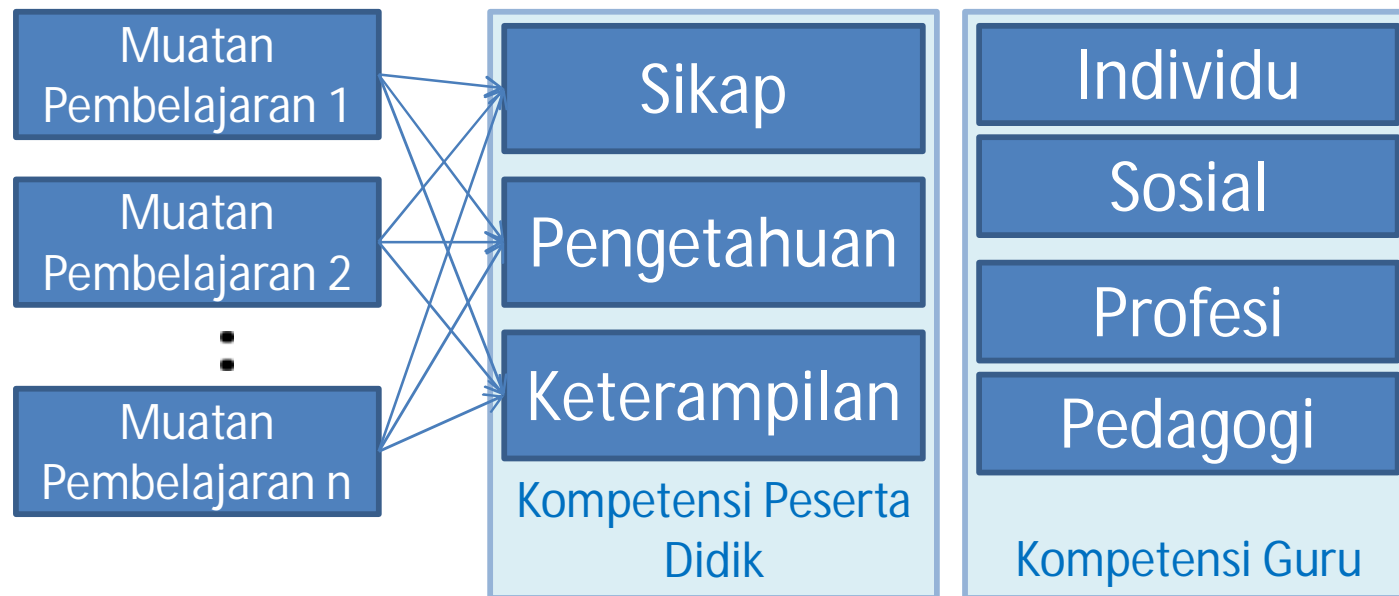 Muatan
Pembelajaran 1
Muatan
Pembelajaran 2
:
Muatan
Pembelajaran n
Sikap
Pengetahuan
Keterampilan
Kompetensi Peserta
Didik
Individu
Sosial
Profesi
Pedagogi
Kompetensi Guru